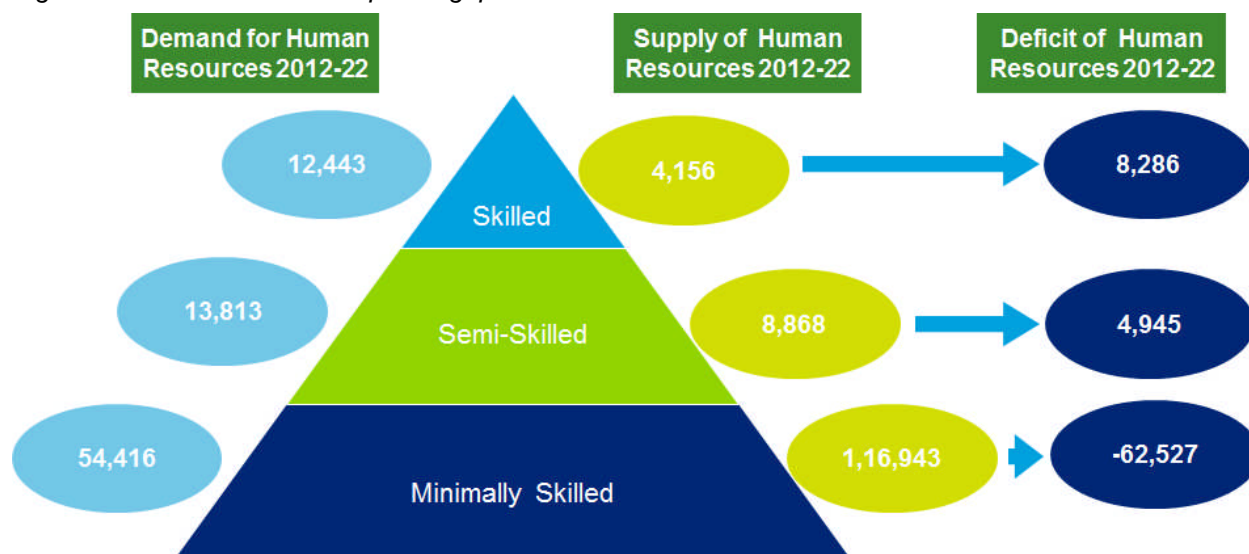 Demand for Human
Resources 2012-22
Supply of Human
Resources 2012-22
Deficit of Human
Resources 2012-22
12,443
4,156
8,286
Skilled
13,813
8,868
4,945
Semi-Skilled
54,416
1,16,943
-62,527
Minimally Skilled